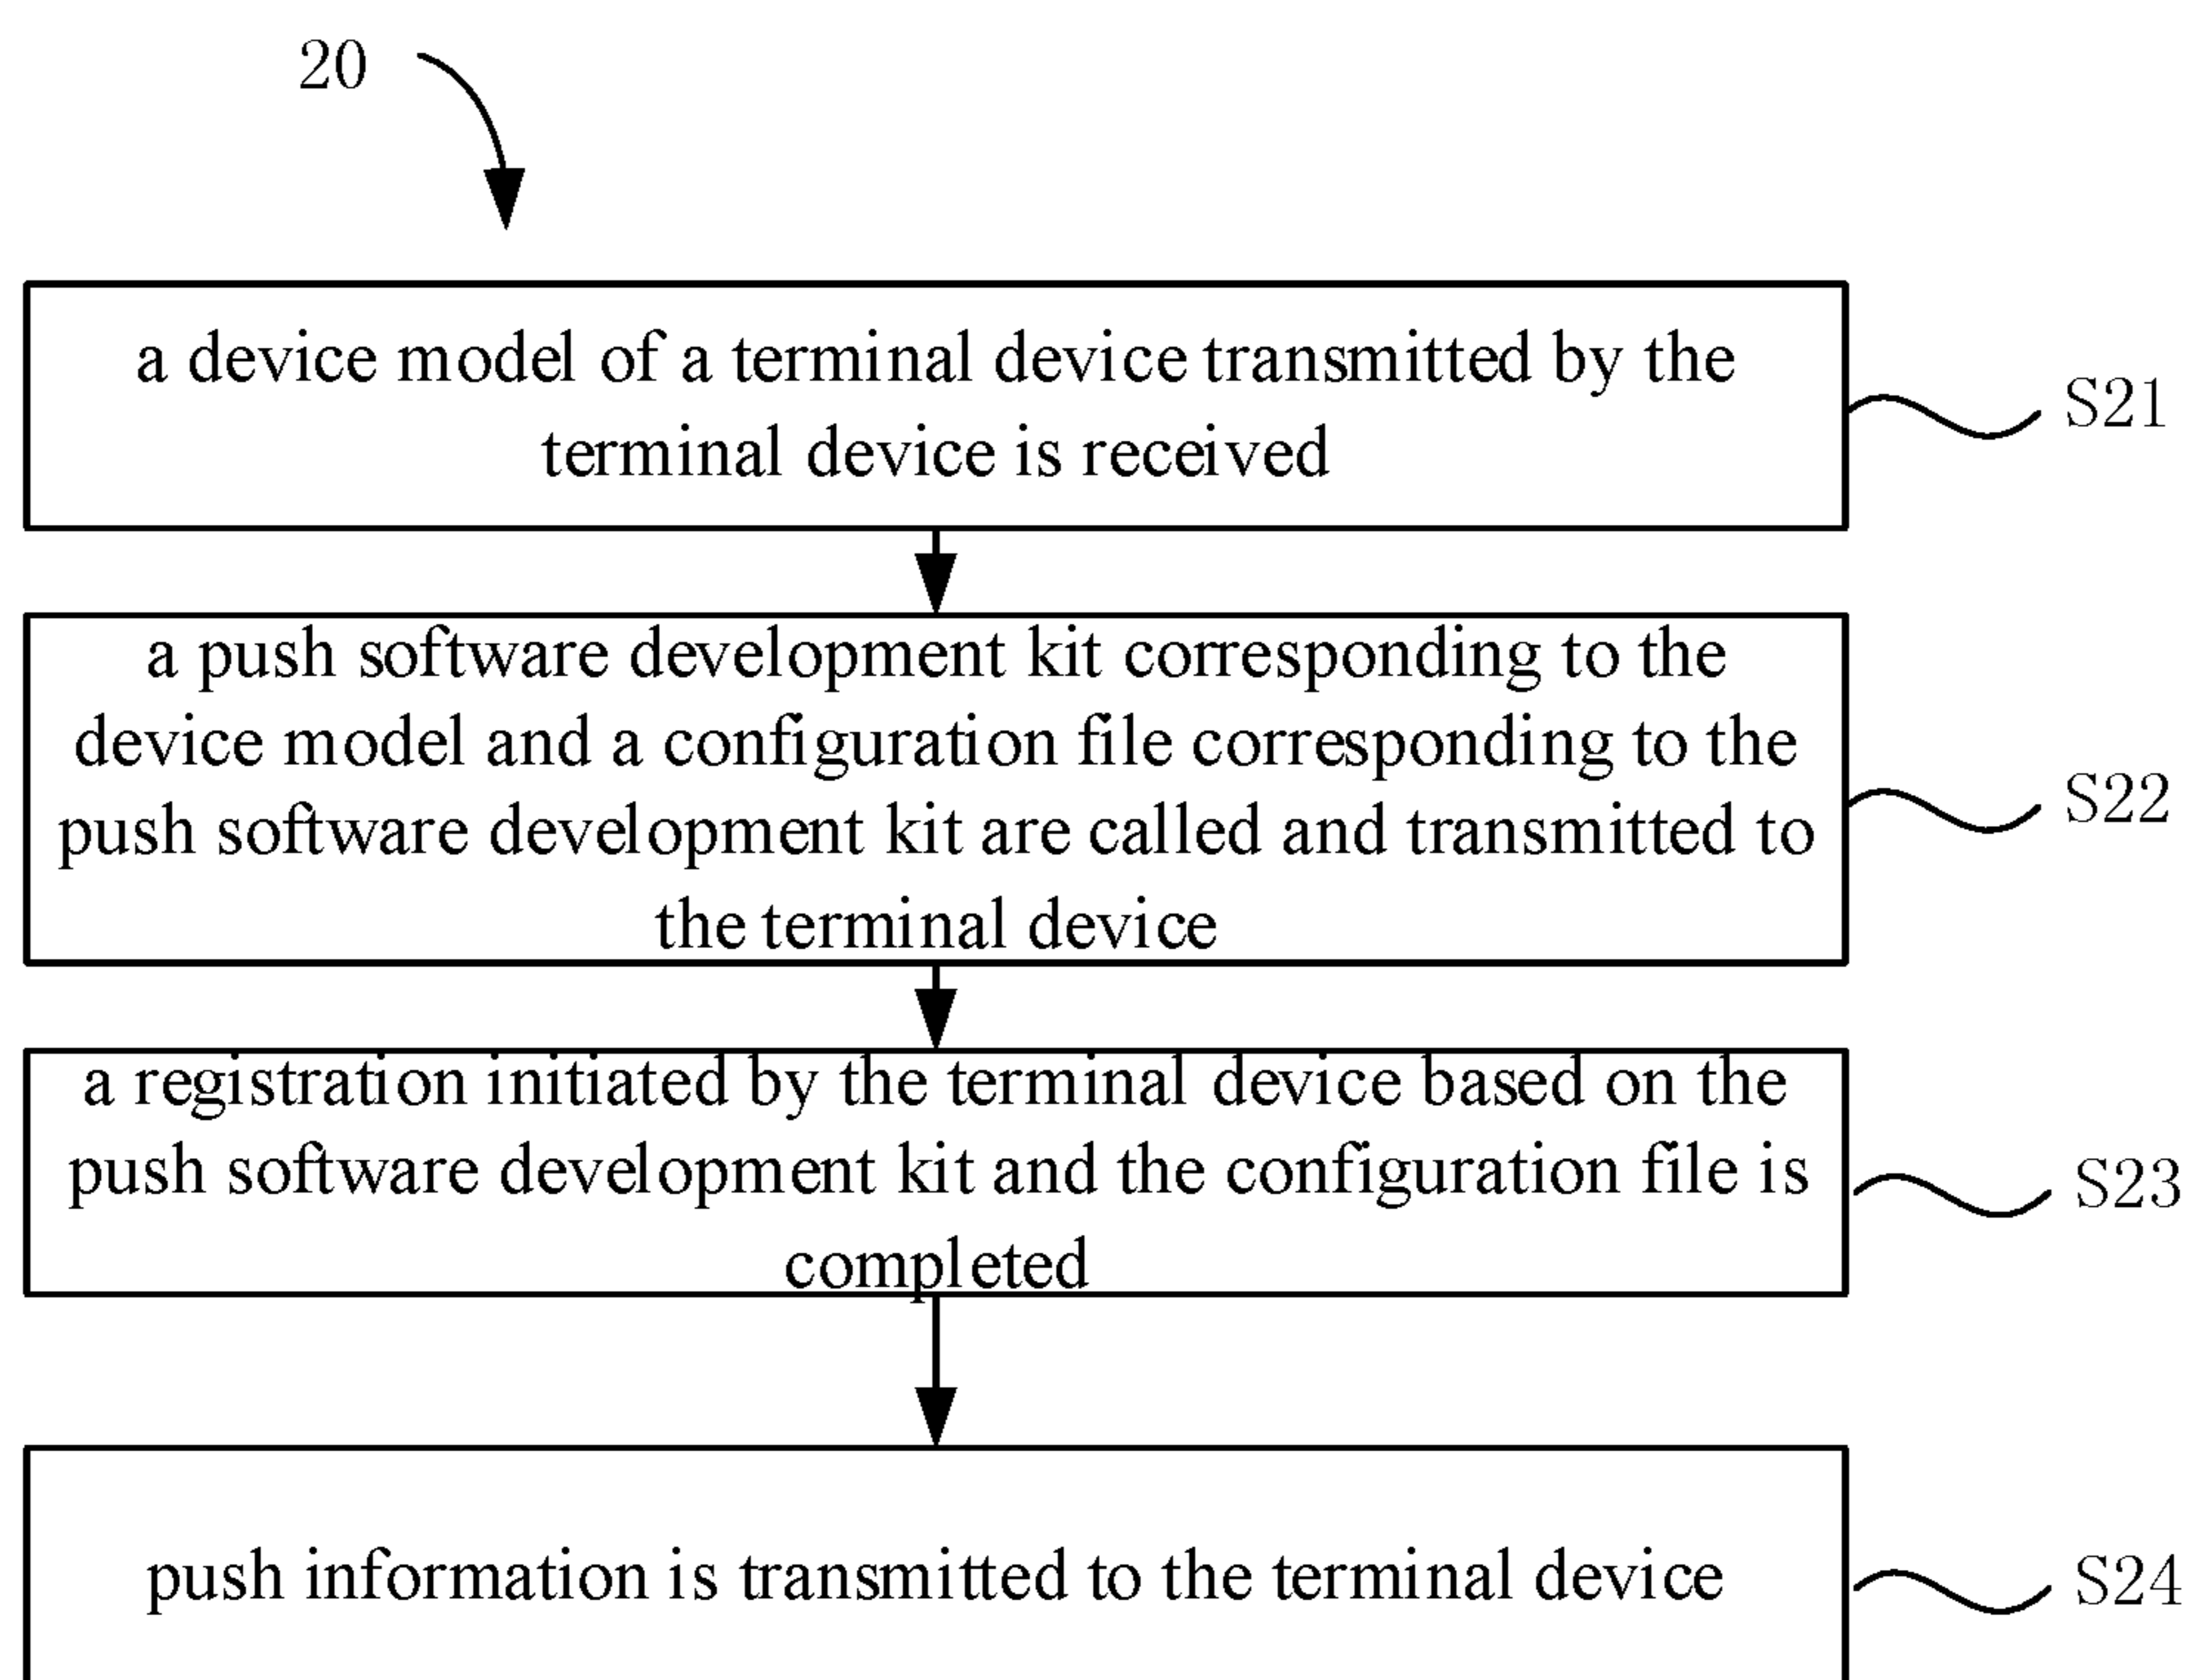 20
a device model of a terminal device transmitted by the
terminal device is received
S21
a push software development kit corresponding to the
device model and a configuration file corresponding to the
push software development kit are called and transmitted to
the terminal device
S22
a registration initiated by the terminal device based on the
push software development kit and the configuration file is
completed
S23
push information is transmitted to the terminal device
S24